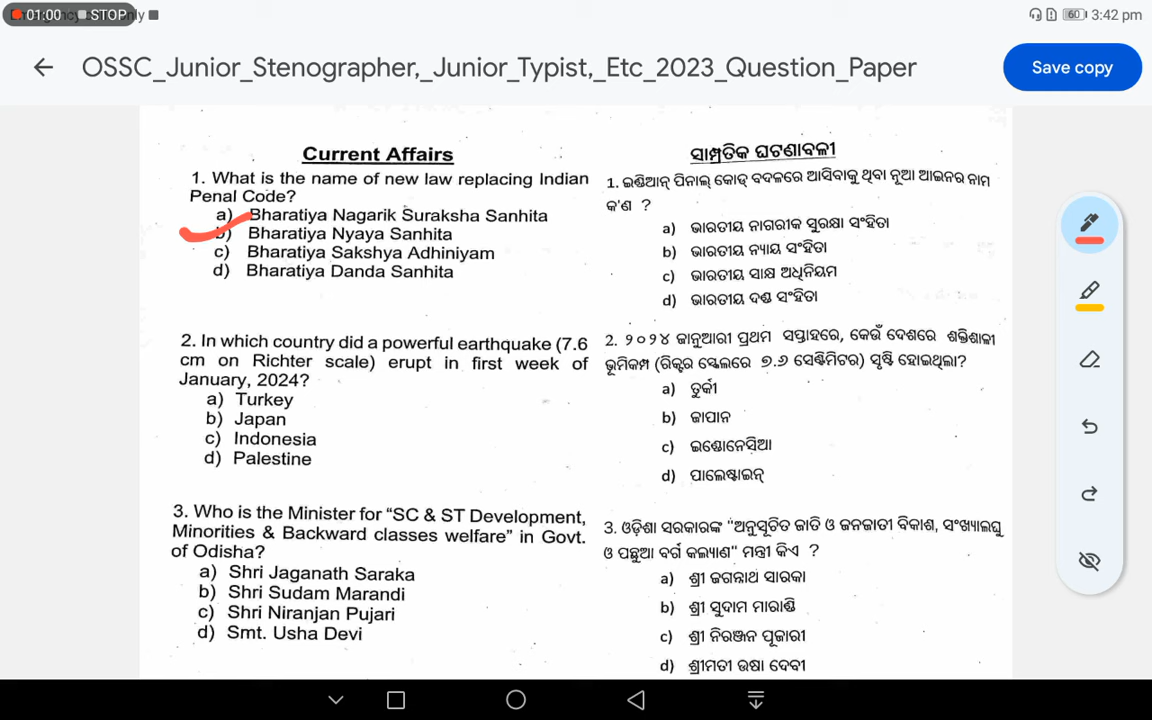 01:00 STOP
60 3:42 pm
OSSC_Junior_Stenographer,_Junior_Typist,_Etc_2023_Question_Paper
Save copy
Current Affairs
1. What is the name of new law replacing Indian
Penal Code?
a) Bharatiya Nagarik Suraksha Sanhita
b) Bharatiya Nyaya Sanhita
c) Bharatiya Sakshya Adhiniyam
d) Bharatiya Danda Sanhita
2. In which country did a powerful earthquake (7.6
cm on Richter scale) erupt in first week of
January, 2024?
a) Turkey
b) Japan
c) Indonesia
d) Palestine
3. Who is the Minister for "SC & ST Development,
Minorities & Backward classes welfare" in Govt.
of Odisha?
a) Shri Jaganath Saraka
b) Shri Sudam Marandi
c) Shri Niranjan Pujari
d) Smt. Usha Devi
ସାମ୍ପ୍ରତିକ ଘଟଣାବଳୀ
1. ଇଣ୍ଡିଆନ୍ ପିନାଲ୍ କୋଡ୍ ବଦଳରେ ଆସିବାକୁ ଥିବା ନୂଆ ଆଇନର ନାମ
କ'ଣ ?
a) ଭାରତୀୟ ନାଗରୀକ ସୁରକ୍ଷା ସଂହିତା
b) ଭାରତୀୟ ନ୍ୟାୟ ସଂହିତା
c) ଭାରତୀୟ ସାକ୍ଷ ଅଧିନିୟମ
d) ଭାରତୀୟ ଦଣ୍ଡ ସଂହିତା
2. ୨୦୨୪ ଜାନୁଆରୀ ପ୍ରଥମ ସପ୍ତାହରେ, କେଉଁ ଦେଶରେ ଶକ୍ତିଶାଳୀ
ଭୂମିକମ୍ପ (ରିକ୍ଟର ସ୍କେଲରେ ୭.୬ ସେଣ୍ଟିମିଟର) ସୃଷ୍ଟି ହୋଇଥିଲା?
a) ତୁର୍କୀ
b) ଜାପାନ
c) ଇଣ୍ଡୋନେସିଆ
d) ପାଲେଷ୍ଟାଇନ୍
3. ଓଡ଼ିଶା ସରକାରଙ୍କ "ଅନୁସୂଚିତ ଜାତି ଓ ଜନଜାତୀ ବିକାଶ, ସଂଖ୍ୟାଲଘୁ
ଓ ପଛୁଆ ବର୍ଗ କଲ୍ୟାଣ" ମନ୍ତ୍ରୀ କିଏ ?
a) ଶ୍ରୀ ଜଗନ୍ନାଥ ସାରକା
b) ଶ୍ରୀ ସୁଦାମ ମାରାଣ୍ଡି
c) ଶ୍ରୀ ନିରଞ୍ଜନ ପୂଜାରୀ
d) ଶ୍ରୀମତୀ ଉଷା ଦେବୀ